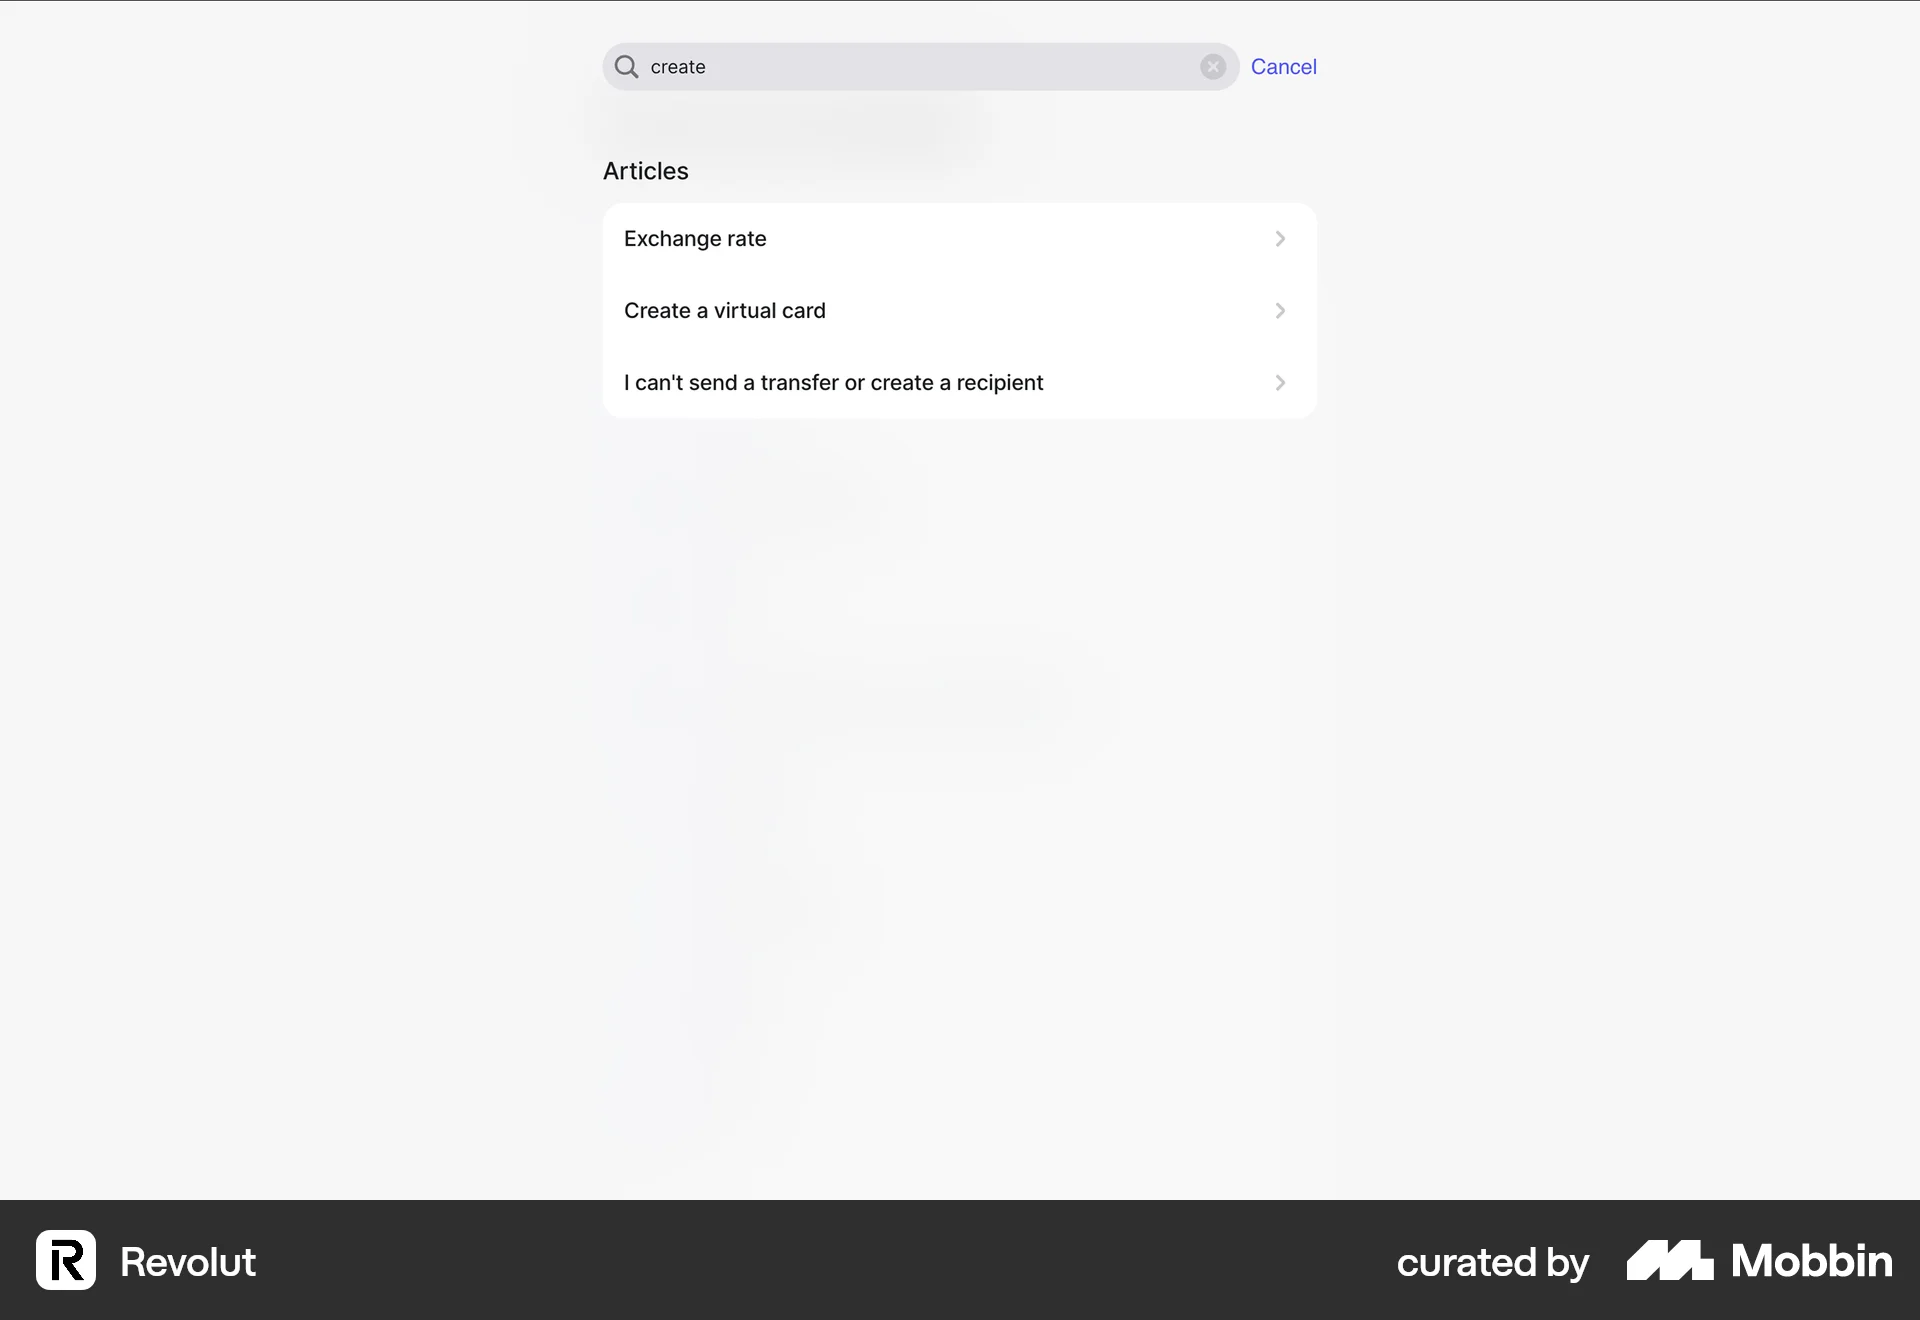 create
Cancel
Articles
Exchange rate
Create a virtual card
I can't send a transfer or create a recipient
Revolut
curated by Mobbin